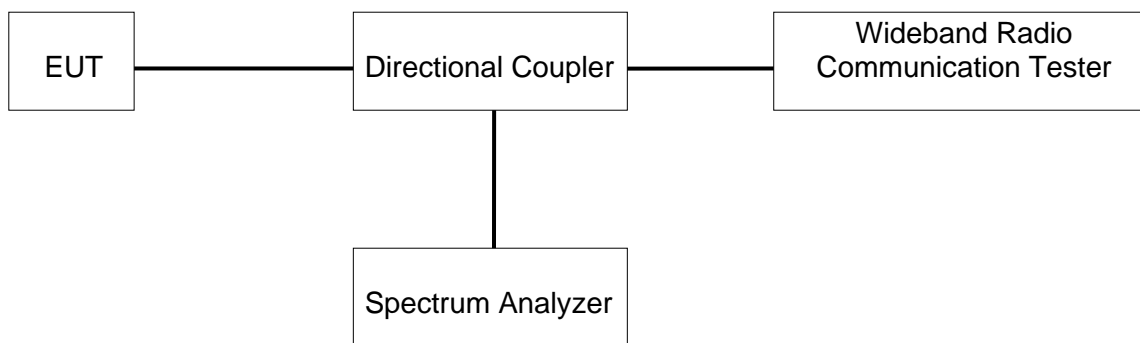 EUT
Directional Coupler
Wideband Radio
Communication Tester
Spectrum Analyzer